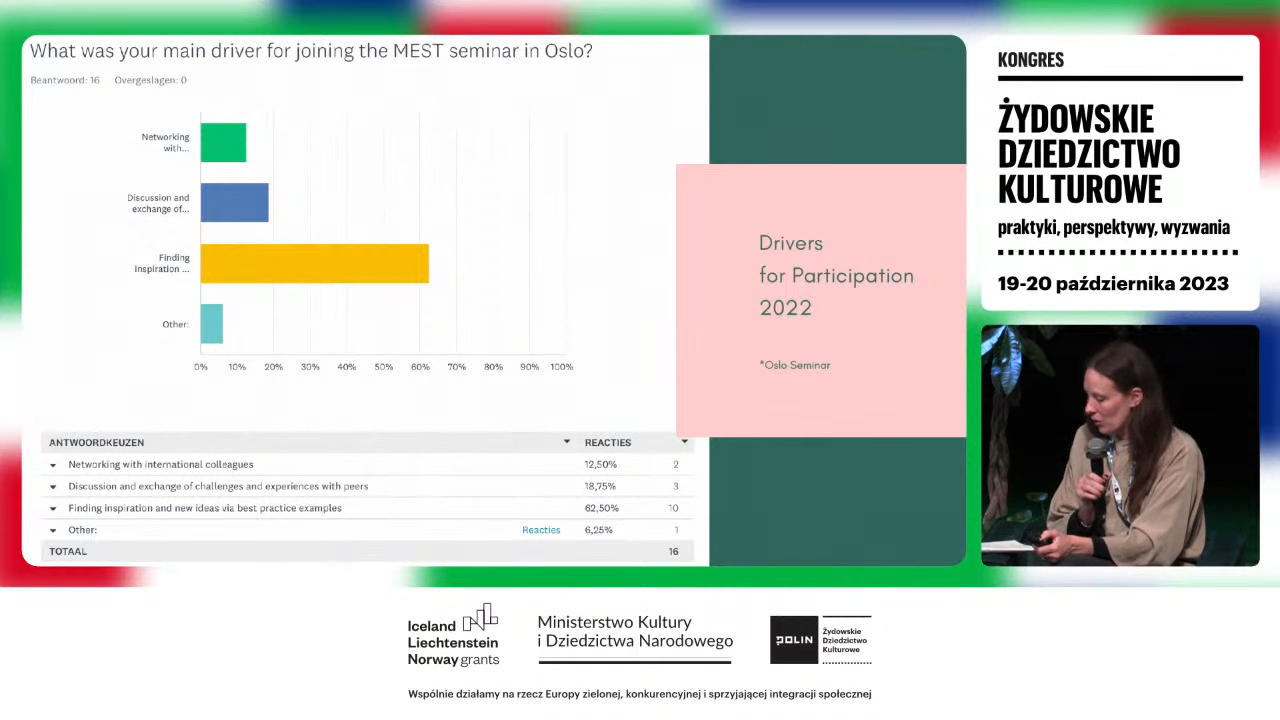 What was your main driver for joining the MEST seminar in Oslo?
Beantwoord: 16 Overgeslagen: 0
Networking
with...
Discussion and
exchange of...
Finding
inspiration ...
Other:
0% 10% 20% 30% 40% 50% 60% 70% 80% 90% 100%
ANTWOORDKEUZEN REACTIES
Networking with international colleagues 12,50% 2
Discussion and exchange of challenges and experiences with peers 18,75% 3
Finding inspiration and new ideas via best practice examples 62,50% 10
Other: Reacties 6,25% 1
TOTAAL 16
Drivers
for Participation
2022
*Oslo Seminar
KONGRES
ŻYDOWSKIE
DZIEDZICTWO
KULTUROWE
praktyki, perspektywy, wyzwania
19-20 października 2023
Iceland
Liechtenstein
Norway grants
Ministerstwo Kultury
i Dziedzictwa Narodowego
POLIN
Żydowskie
Dziedzictwo
Kulturowe
Wspólnie działamy na rzecz Europy zielonej, konkurencyjnej i sprzyjającej integracji społecznej